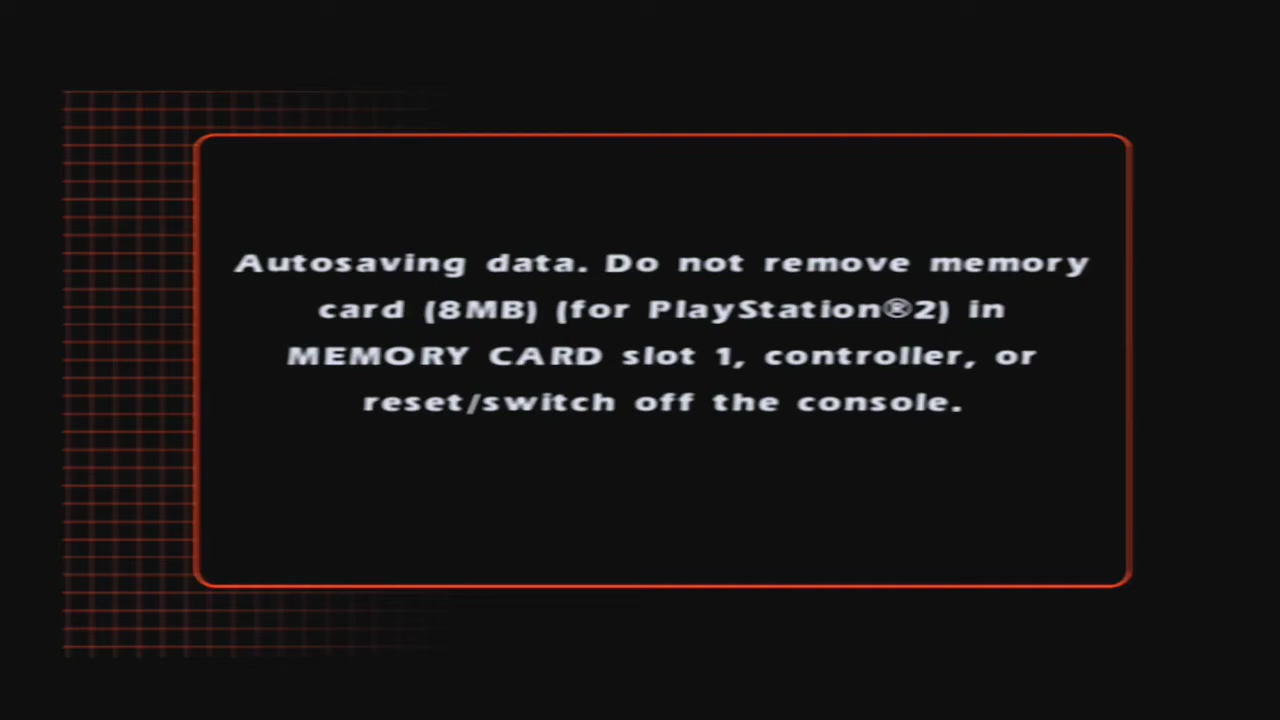 Autosaving data. Do not remove memory
card (8MB) (for PlayStation®2) in
MEMORY CARD slot 1, controller, or
reset/switch off the console.